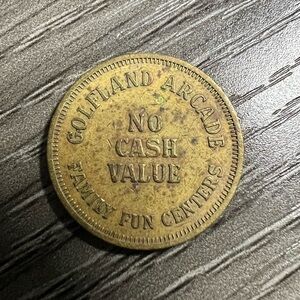 GOLFLAND ARCADE
NO
CASH
VALUE
FAMILY FUN CENTERS